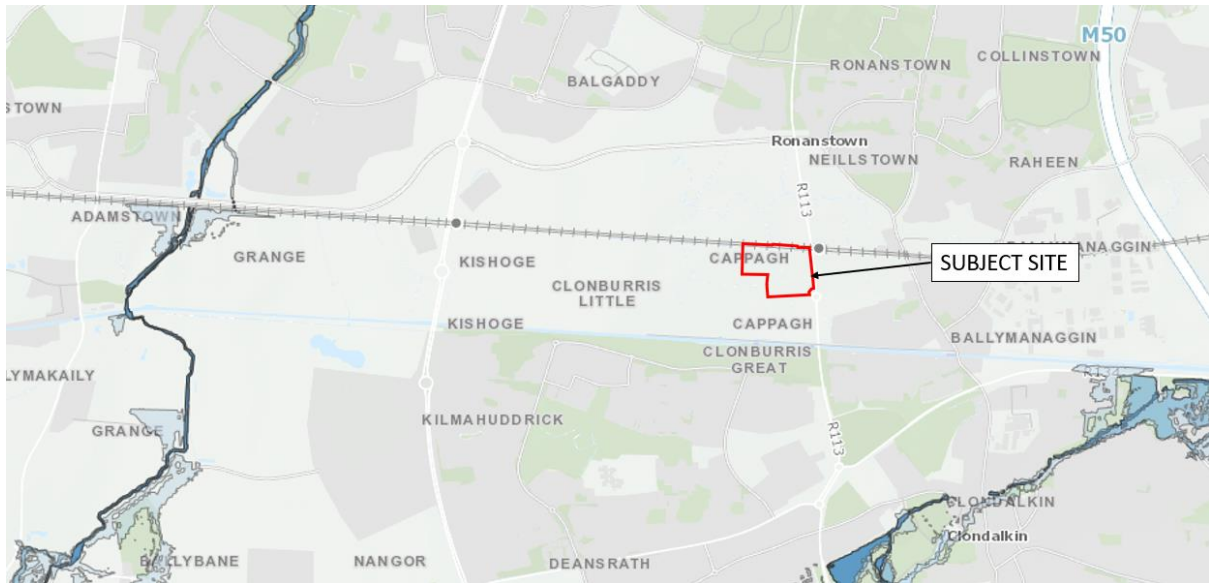 M50
COLLINSTOWN
RONANSTOWN
BALGADDY
STOWN
Ronanstown
NEILLSTOWN
RAHEEN
R113
ADAMSTOWN
GRANGE
KISHOGE
CAPPAGH
SUBJECT SITE
CLONBURRIS
LITTLE
KISHOGE
CAPPAGH
BALLYMANAGGIN
CLONBURRIS
GREAT
LYMAKAILY
GRANGE
KILMAHUDDRICK
R113
CLONDALKIN
Clondalkin
NANGOR
DEANSRATH